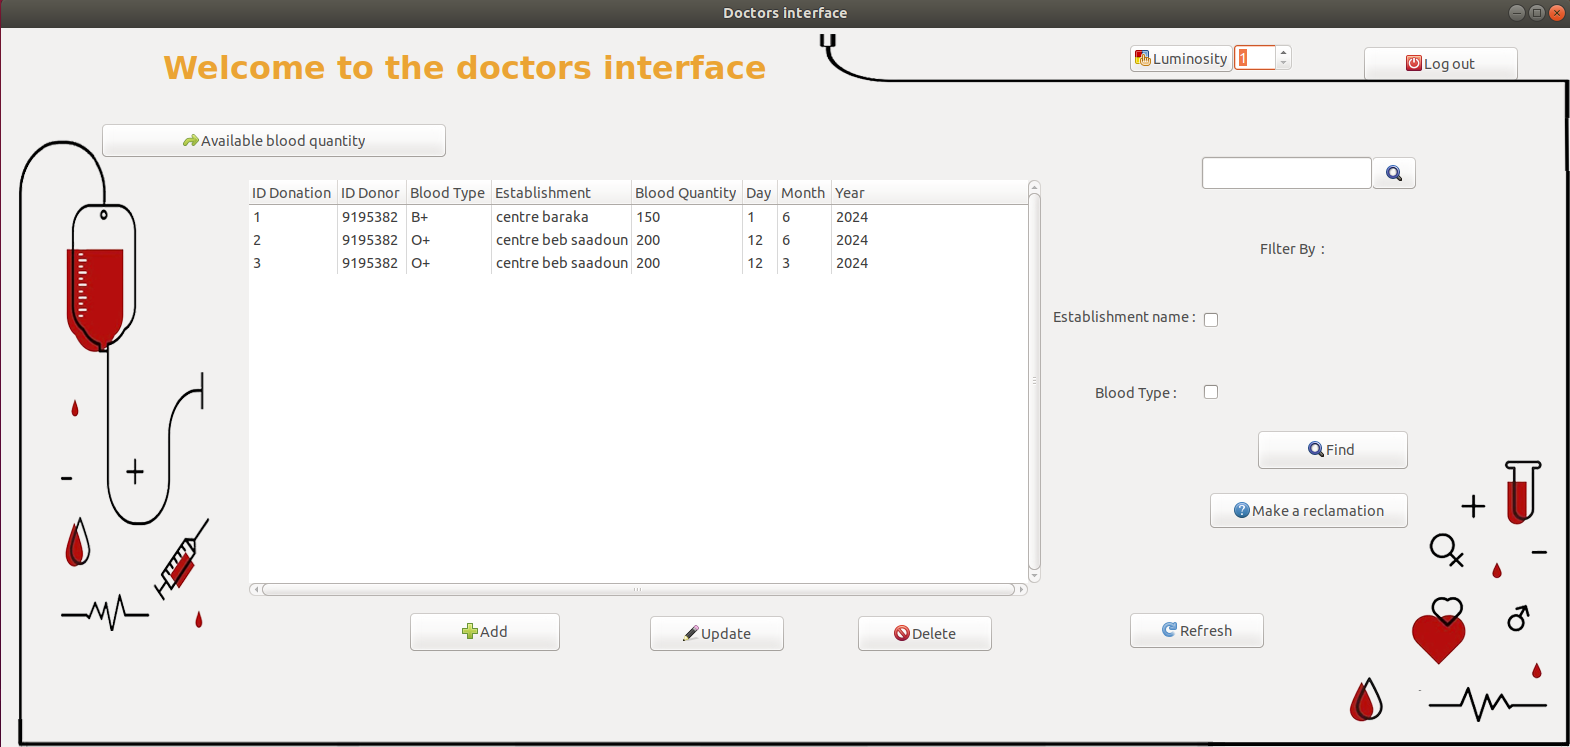 Doctors interface
Welcome to the doctors interface
Luminosity 1
Log out
Available blood quantity
ID Donation ID Donor Blood Type Establishment Blood Quantity Day Month Year
1 9195382 B+ centre baraka 150 1 6 2024
2 9195382 O+ centre beb saadoun 200 12 6 2024
3 9195382 O+ centre beb saadoun 200 12 3 2024
FIlter By :
Establishment name :
Blood Type :
Find
Make a reclamation
Add
Update
Delete
Refresh